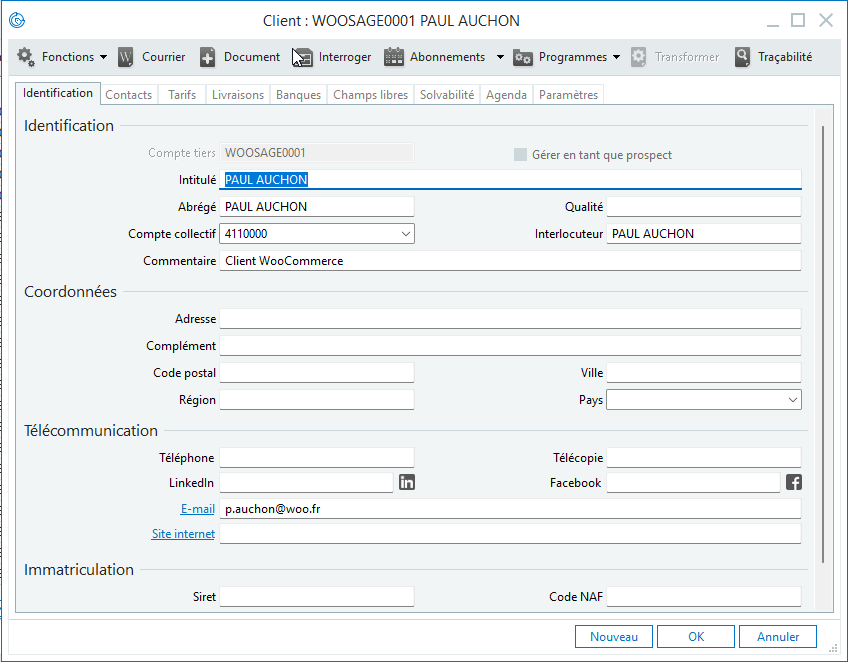 Client : WOOSAGE0001 PAUL AUCHON
Fonctions Courrier Document Interroger Abonnements Programmes Transformer Traçabilité
Identification Contacts Tarifs Livraisons Banques Champs libres Solvabilité Agenda Paramètres
Identification
Compte tiers WOOSAGE0001 Gérer en tant que prospect
Intitulé PAUL AUCHON
Abrégé PAUL AUCHON Qualité
Compte collectif 4110000 Interlocuteur PAUL AUCHON
Commentaire Client WooCommerce
Coordonnées
Adresse
Complément
Code postal Ville
Région Pays
Télécommunication
Téléphone Télécopie
LinkedIn in Facebook f
E-mail p.auchon@woo.fr
Site internet
Immatriculation
Siret Code NAF
Nouveau OK Annuler